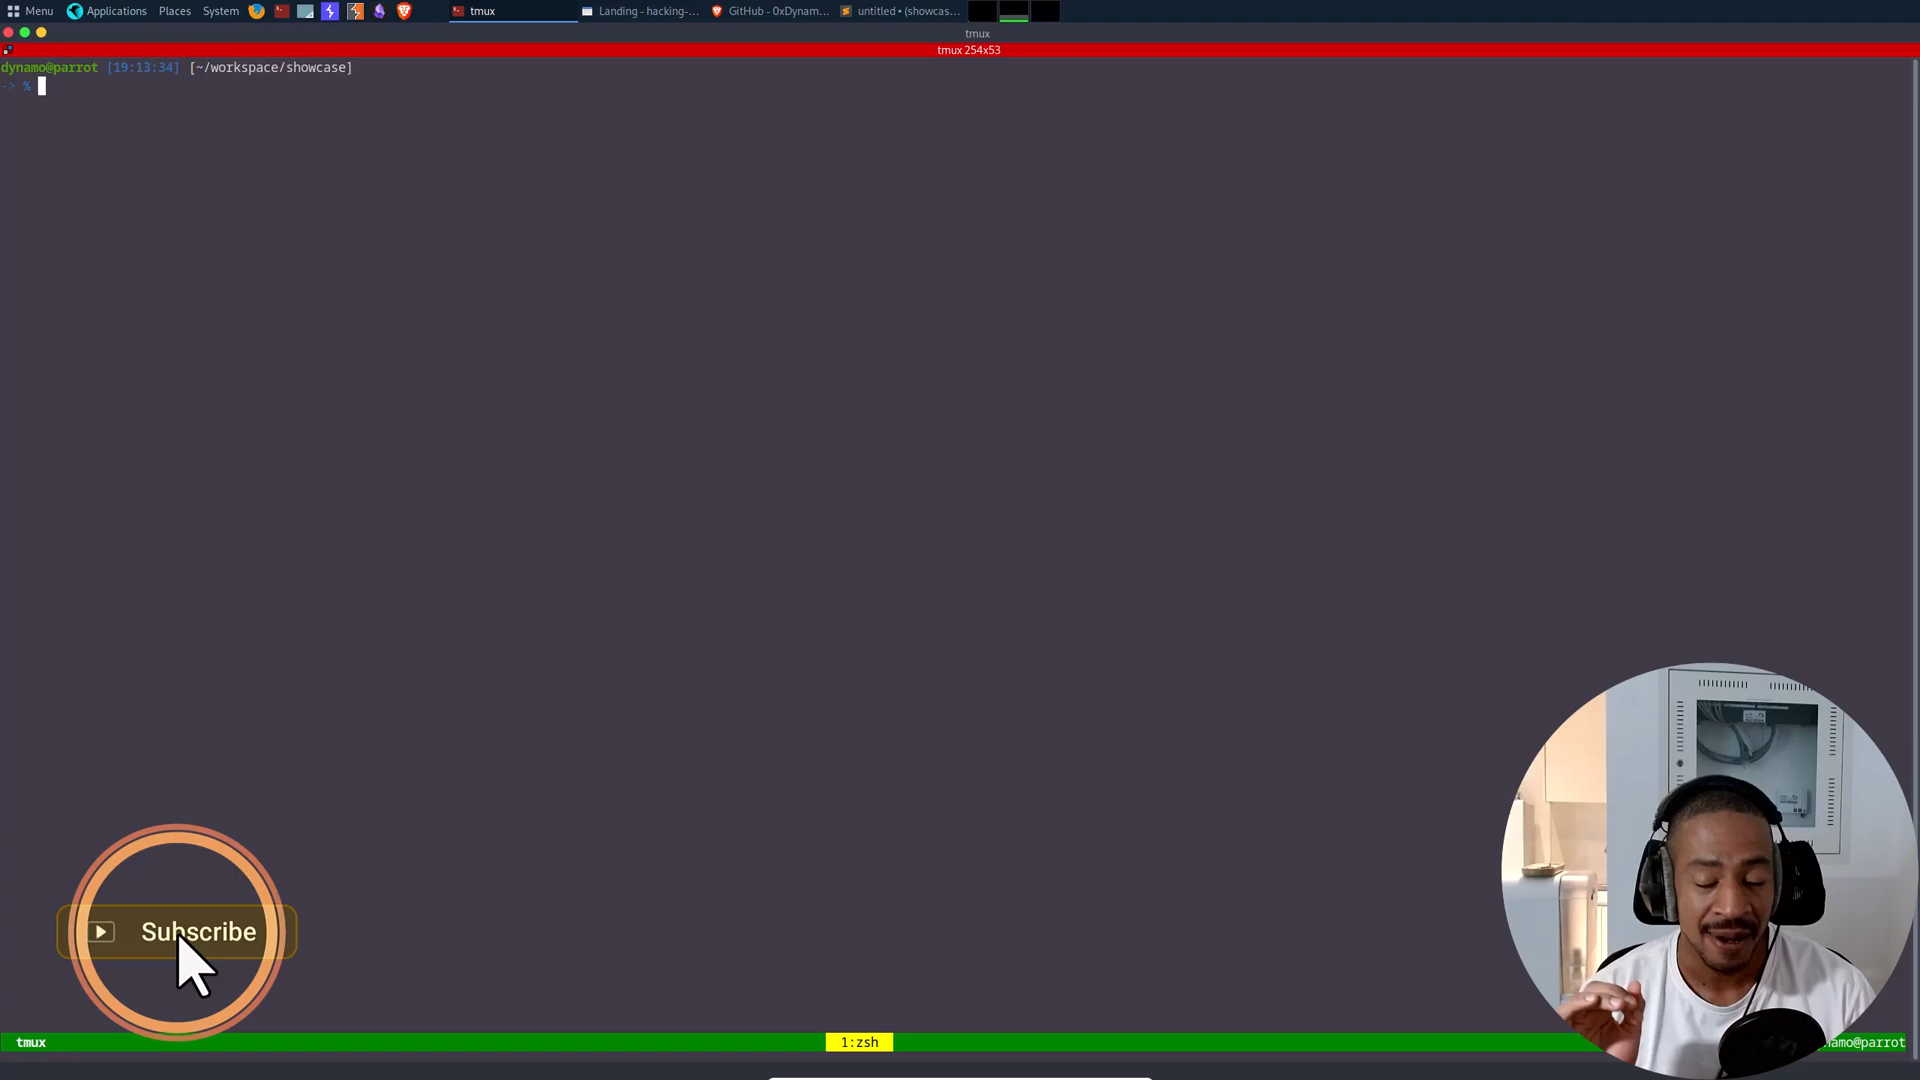 Menu Applications Places System tmux Landing - hacking-... GitHub - 0xDynam... untitled • (showcas...
tmux
tmux 254x53
dynamo@parrot [19:13:34] [~/workspace/showcase]
-> %
Subscribe
tmux 1:zsh namo@parrot